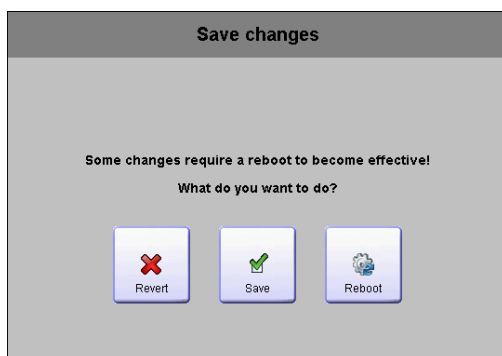 Save changes
Some changes require a reboot to become effective!
What do you want to do?
Revert
Save
Reboot